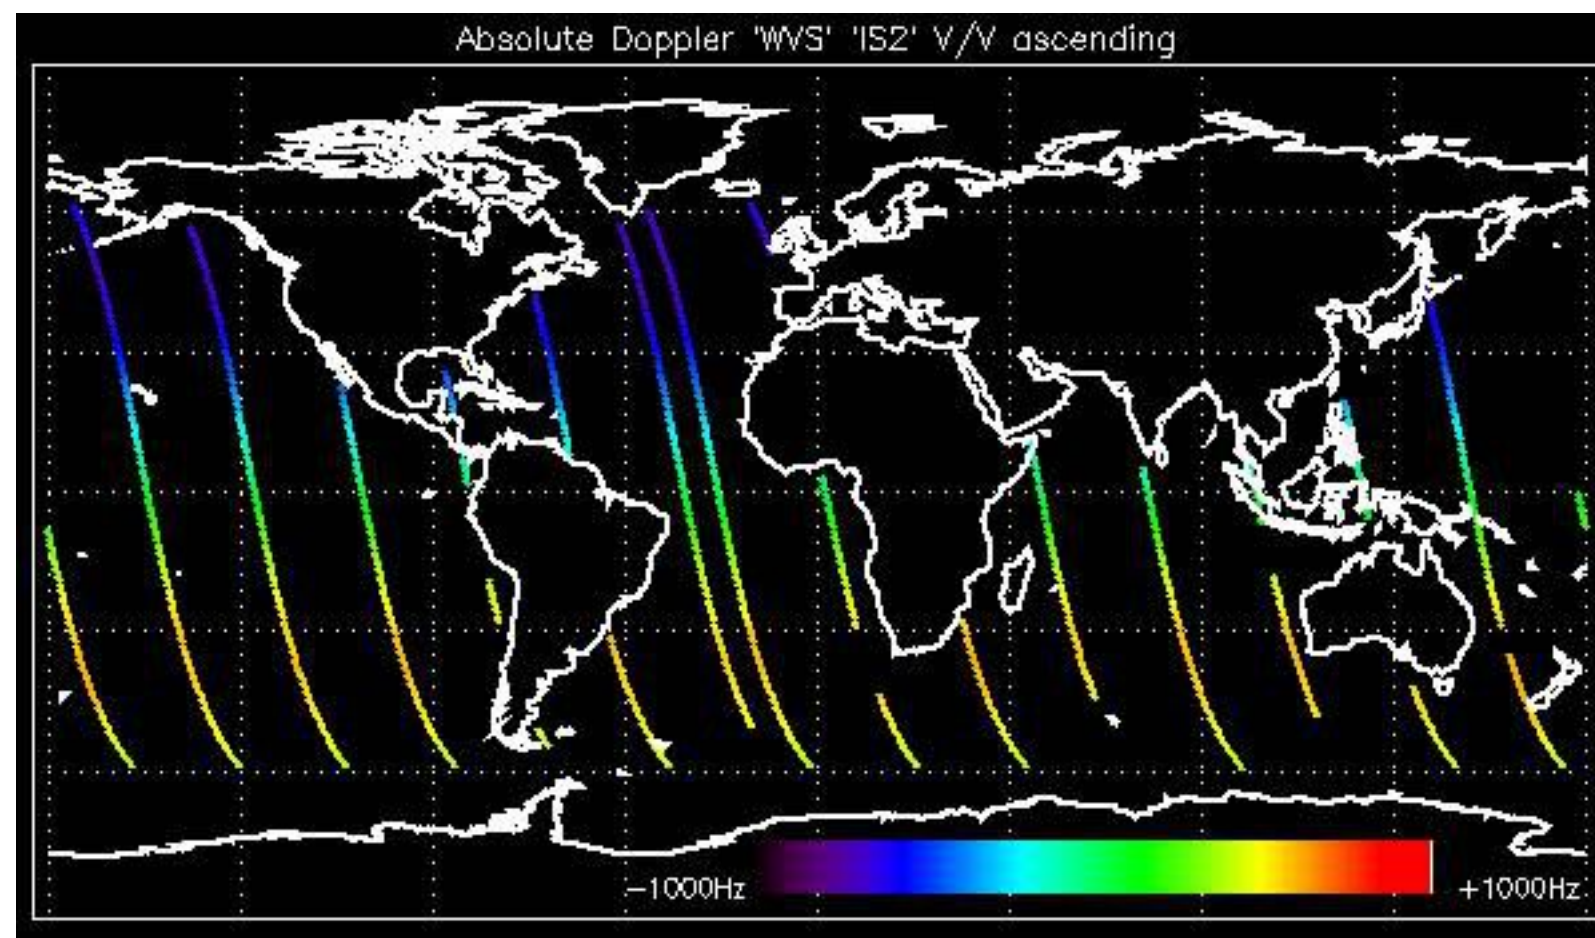 Absolute Doppler 'WVS' 'IS2' V/V ascending
−1000Hz
+1000Hz